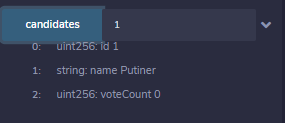 candidates 1
0: uint256: id 1
1: string: name Putiner
2: uint256: voteCount 0